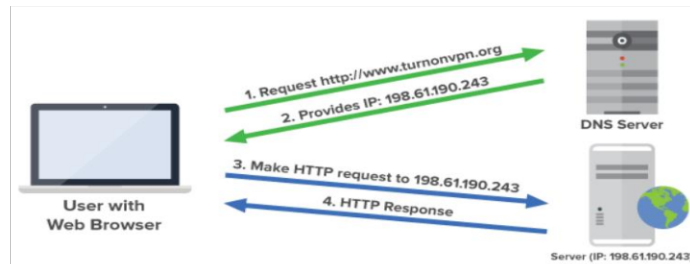 1. Request http://www.turnonvpn.org
2. Provides IP: 198.61.190.243
DNS Server
3. Make HTTP request to 198.61.190.243
4. HTTP Response
User with
Web Browser
Server (IP: 198.61.190.243